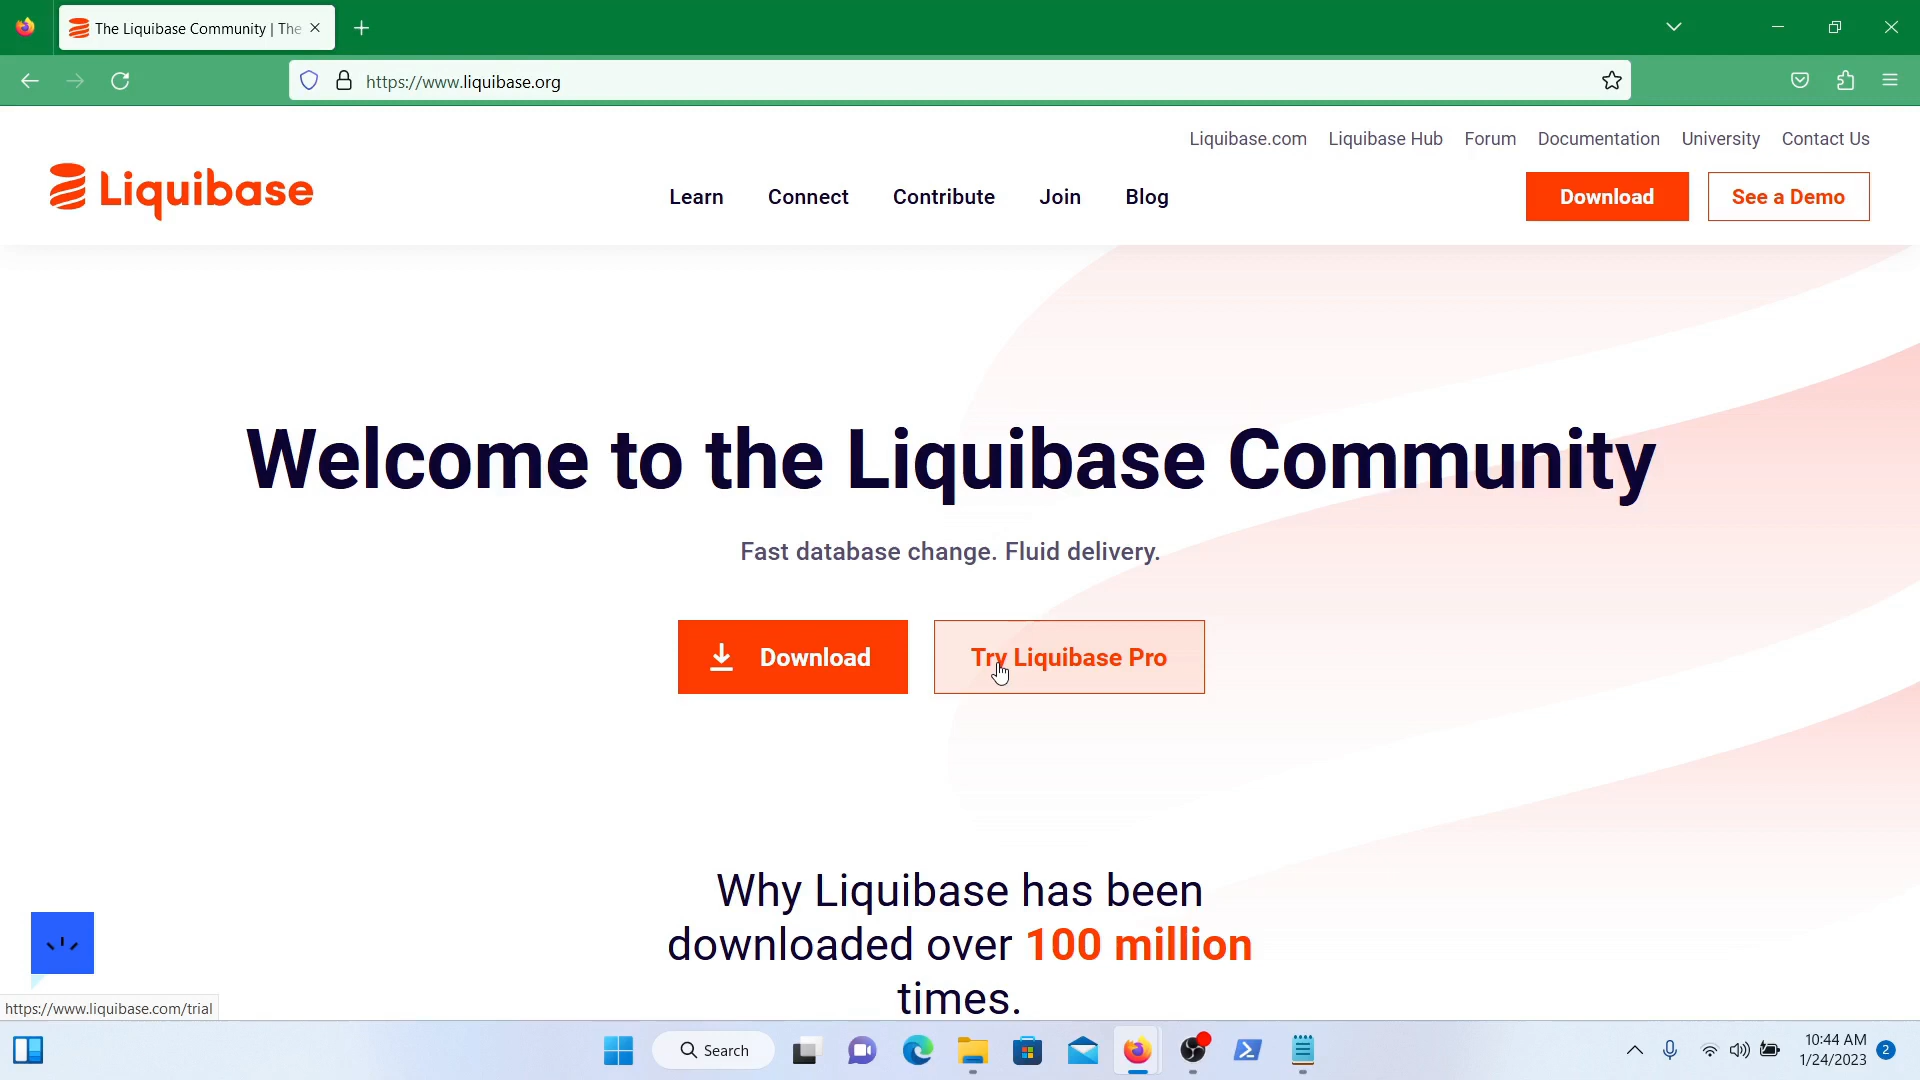 The Liquibase Community | The
https://www.liquibase.org
Liquibase.com Liquibase Hub Forum Documentation University Contact Us
Liquibase
Learn Connect Contribute Join Blog
Download See a Demo
Welcome to the Liquibase Community
Fast database change. Fluid delivery.
Download Try Liquibase Pro
Why Liquibase has been
downloaded over 100 million
times.
https://www.liquibase.com/trial
Search
10:44 AM
1/24/2023
2